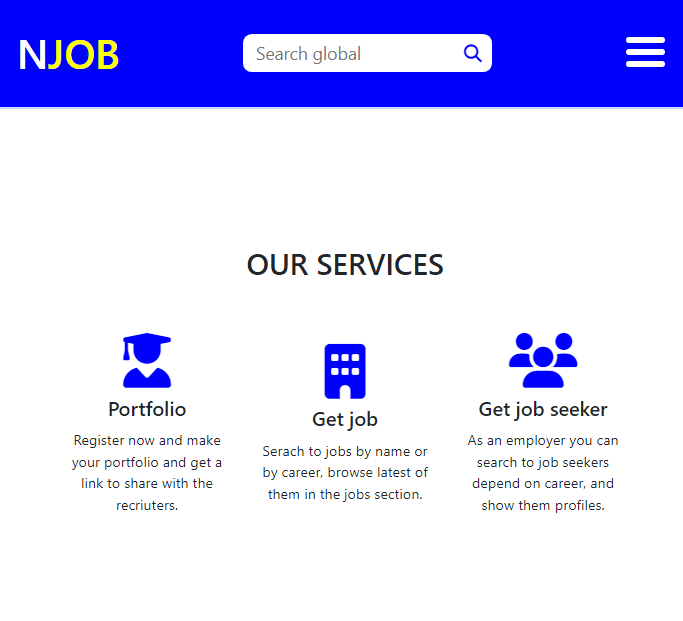 NJOB
Search global
OUR SERVICES
Portfolio
Register now and make
your portfolio and get a
link to share with the
recriuters.
Get job
Serach to jobs by name or
by career, browse latest of
them in the jobs section.
Get job seeker
As an employer you can
search to job seekers
depend on career, and
show them profiles.